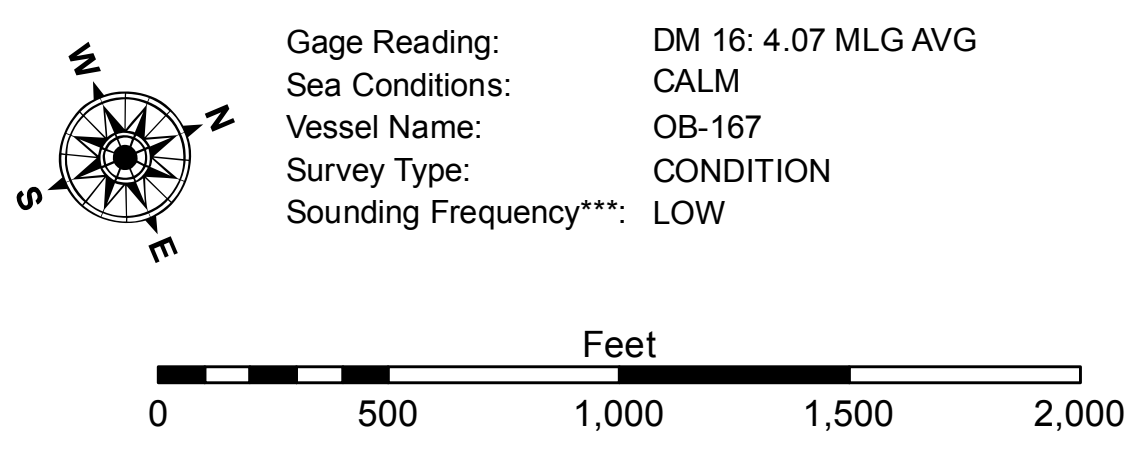 W
N
S
E
Gage Reading: DM 16: 4.07 MLG AVG
Sea Conditions: CALM
Vessel Name: OB-167
Survey Type: CONDITION
Sounding Frequency***: LOW
Feet
0 500 1,000 1,500 2,000